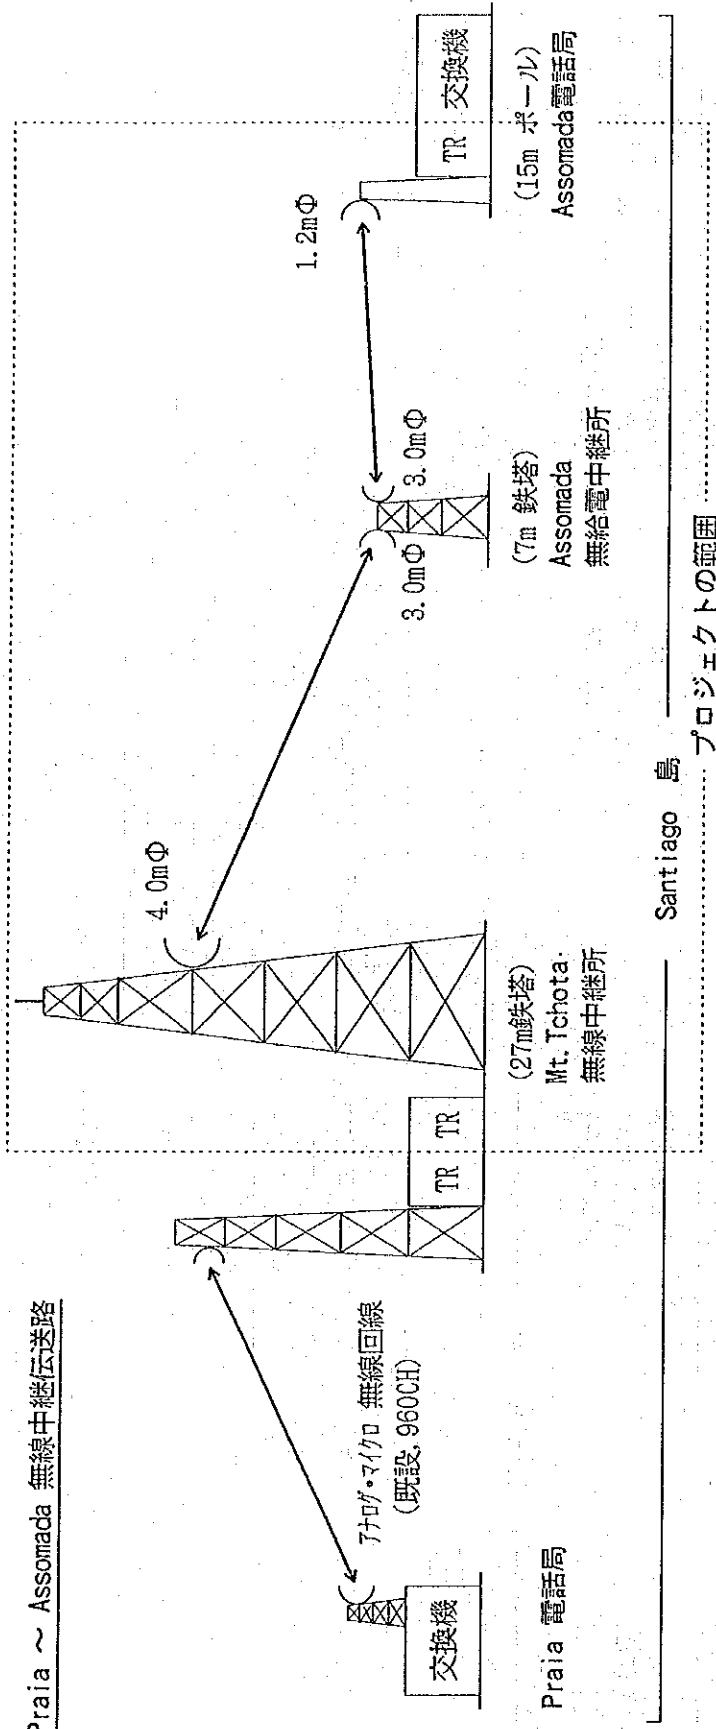 Praia ～ Assomada 無線中継伝送路
4.0mΦ
3.0mΦ
3.0mΦ
1.2mΦ
アナログ・マイクロ 無線回線
(既設, 960CH)
交換機
TR
TR
TR 交換機
Praia 電話局
(27m鉄塔)
Mt.Tchota
無線中継所
(7m 鉄塔)
Assomada
無給電中継所
(15m ポール)
Assomada電話局
Santiago 島
プロジェクトの範囲